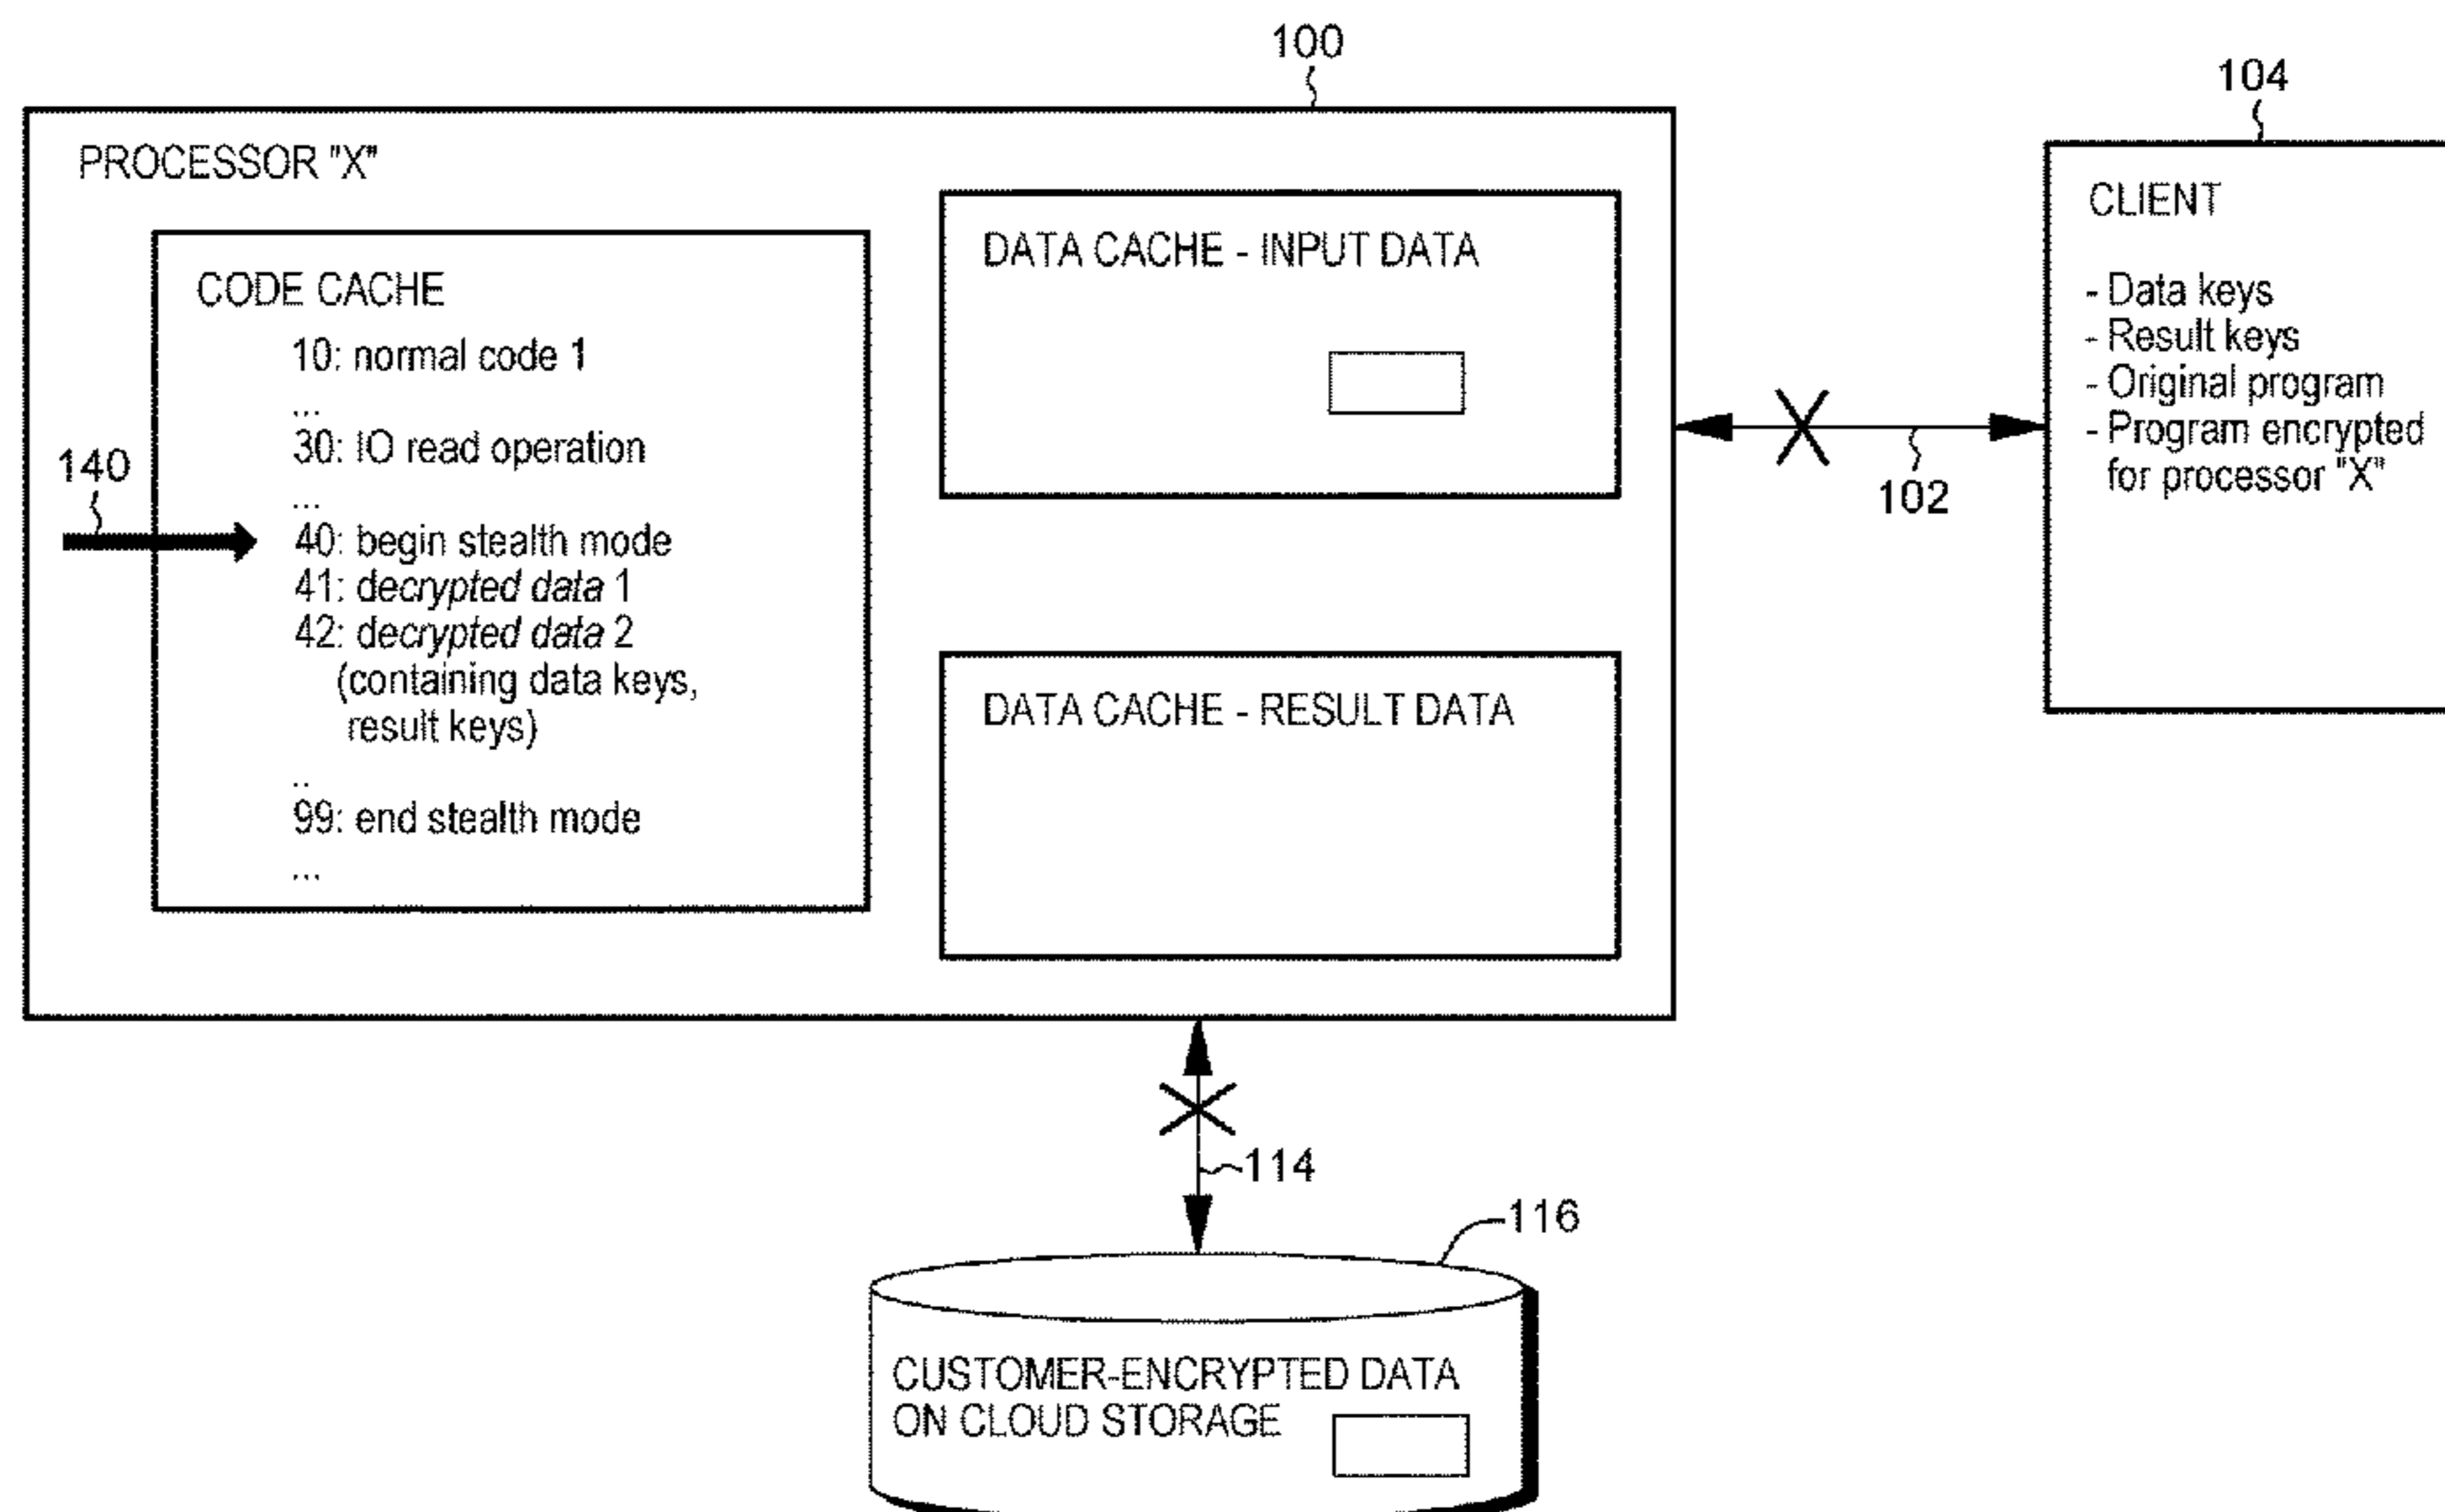 100
104
PROCESSOR "X"
CODE CACHE
10: normal code 1
...
30: IO read operation
...
140
40: begin stealth mode
41: decrypted data 1
42: decrypted data 2
(containing data keys,
result keys)
..
99: end stealth mode
...
DATA CACHE - INPUT DATA
DATA CACHE - RESULT DATA
102
CLIENT
- Data keys
- Result keys
- Original program
- Program encrypted
for processor "X"
114
116
CUSTOMER-ENCRYPTED DATA
ON CLOUD STORAGE